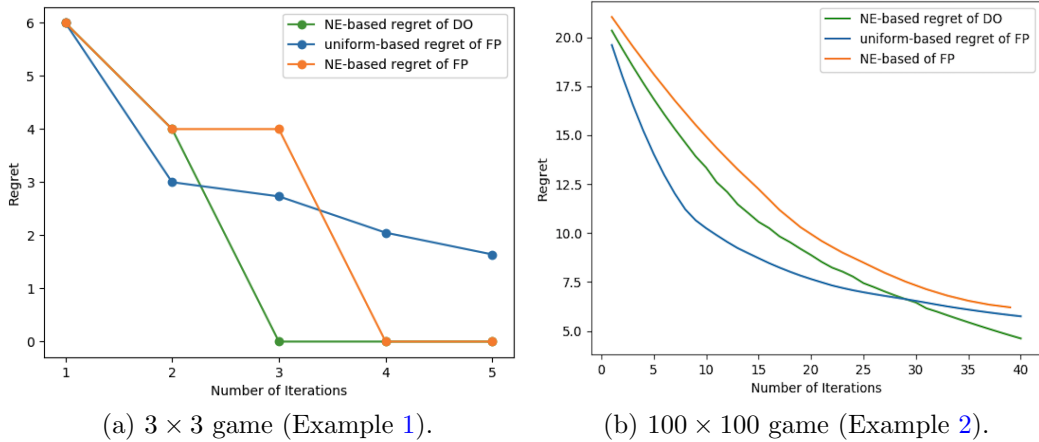 NE-based regret of DO
uniform-based regret of FP
NE-based regret of FP
6
5
4
3
2
1
0
Regret
1 2 3 4 5
Number of Iterations
(a) 3 × 3 game (Example 1).
NE-based regret of DO
uniform-based regret of FP
NE-based of FP
20.0
17.5
15.0
12.5
10.0
7.5
5.0
Regret
0 5 10 15 20 25 30 35 40
Number of Iterations
(b) 100 × 100 game (Example 2).